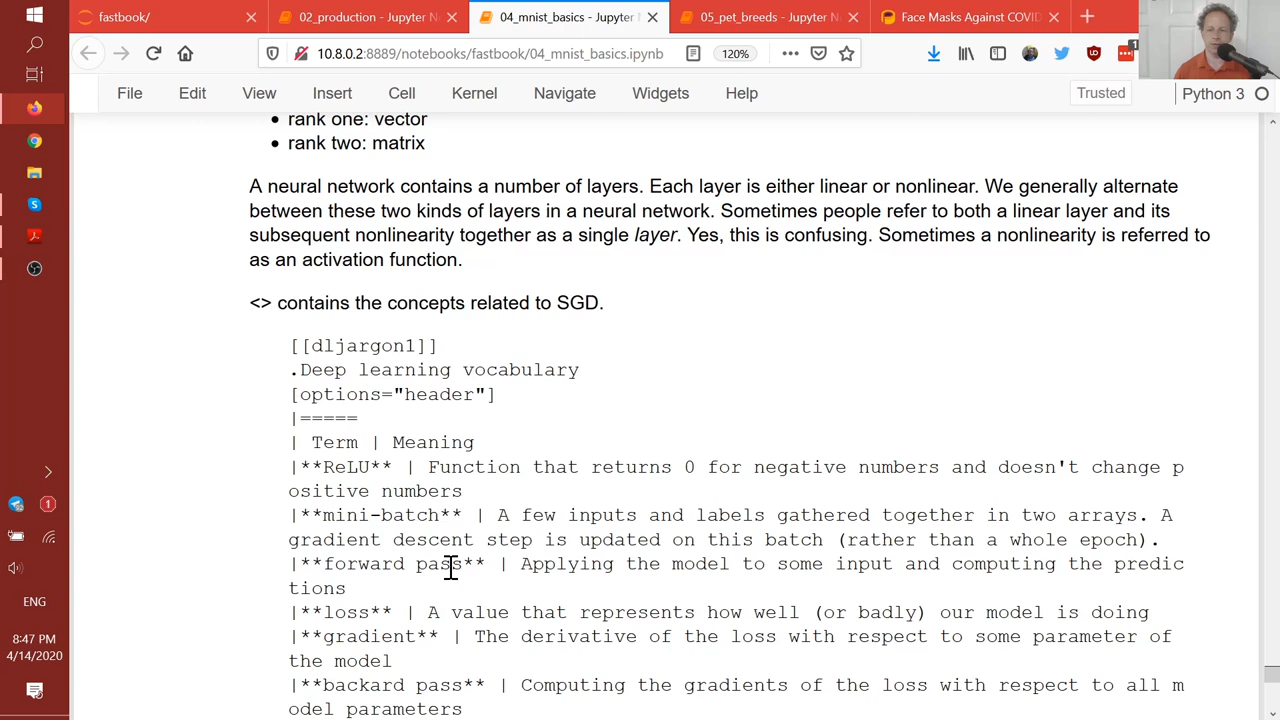 fastbook/
02_production - Jupyter N
04_mnist_basics - Jupyter
05_pet_breeds - Jupyter N
Face Masks Against COVID
10.8.0.2:8889/notebooks/fastbook/04_mnist_basics.ipynb
120%
1
File Edit View Insert Cell Kernel Navigate Widgets Help
Trusted
Python 3
• rank one: vector
• rank two: matrix
A neural network contains a number of layers. Each layer is either linear or nonlinear. We generally alternate
between these two kinds of layers in a neural network. Sometimes people refer to both a linear layer and its
subsequent nonlinearity together as a single layer. Yes, this is confusing. Sometimes a nonlinearity is referred to
as an activation function.
<> contains the concepts related to SGD.
[[dljargon1]]
.Deep learning vocabulary
[options="header"]
|=====
| Term | Meaning
|**ReLU** | Function that returns 0 for negative numbers and doesn't change p
ositive numbers
|**mini-batch** | A few inputs and labels gathered together in two arrays. A
gradient descent step is updated on this batch (rather than a whole epoch).
|**forward pass** | Applying the model to some input and computing the predic
tions
|**loss** | A value that represents how well (or badly) our model is doing
|**gradient** | The derivative of the loss with respect to some parameter of
the model
|**backard pass** | Computing the gradients of the loss with respect to all m
odel parameters
1
ENG
8:47 PM
4/14/2020